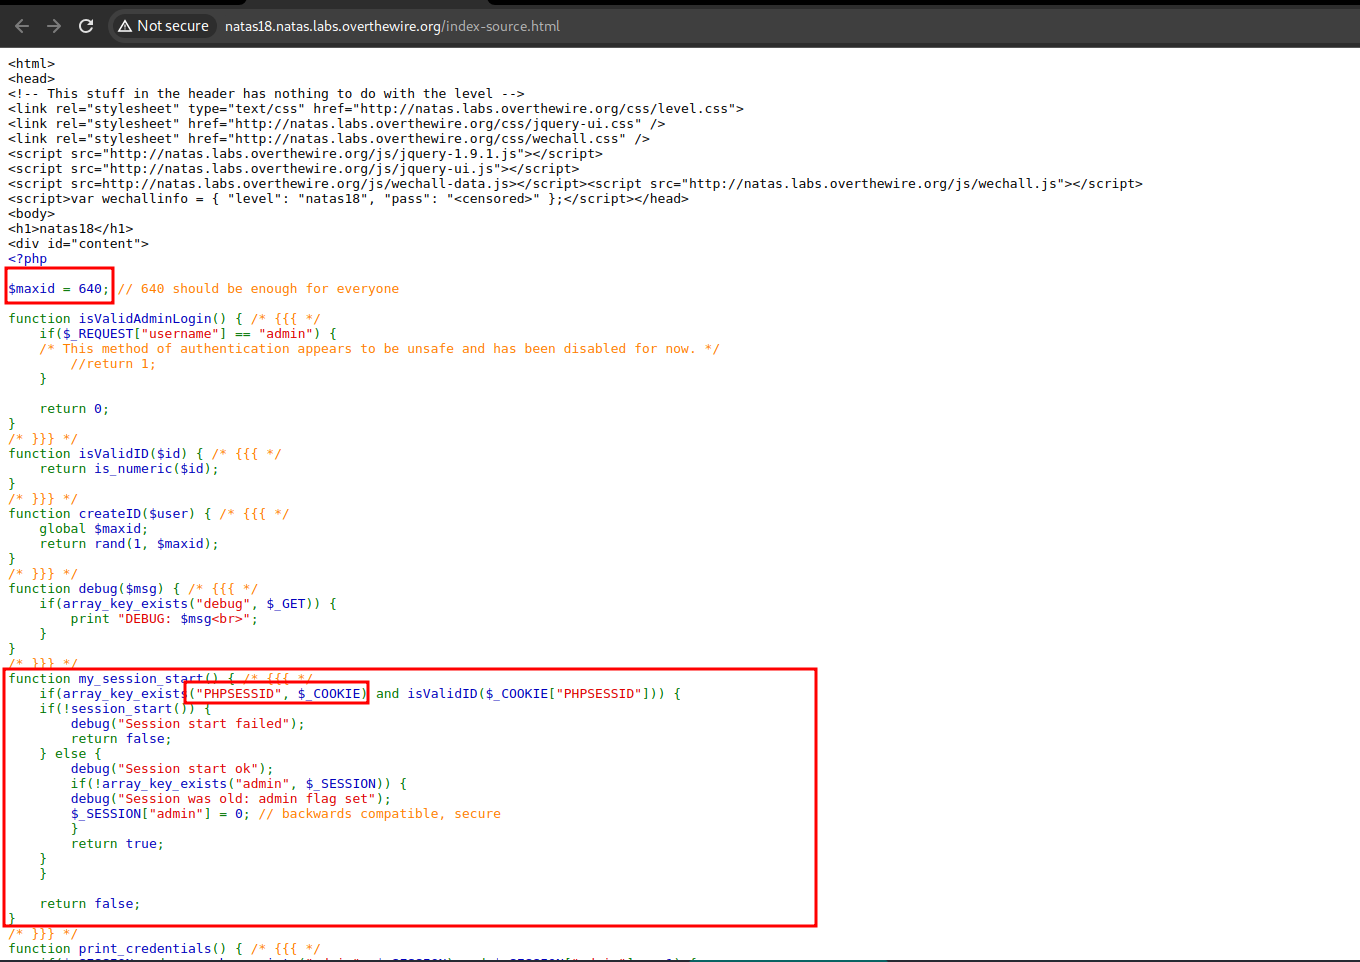 Not secure natas18.natas.labs.overthewire.org/index-source.html
<html>
<head>
<!-- This stuff in the header has nothing to do with the level -->
<link rel="stylesheet" type="text/css" href="http://natas.labs.overthewire.org/css/level.css">
<link rel="stylesheet" href="http://natas.labs.overthewire.org/css/jquery-ui.css" />
<link rel="stylesheet" href="http://natas.labs.overthewire.org/css/wechall.css" />
<script src="http://natas.labs.overthewire.org/js/jquery-1.9.1.js"></script>
<script src="http://natas.labs.overthewire.org/js/jquery-ui.js"></script>
<script src=http://natas.labs.overthewire.org/js/wechall-data.js></script><script src="http://natas.labs.overthewire.org/js/wechall.js"></script>
<script>var wechallinfo = { "level": "natas18", "pass": "<censored>" };</script></head>
<body>
<h1>natas18</h1>
<div id="content">
<?php
$maxid = 640; // 640 should be enough for everyone
function isValidAdminLogin() { /* {{{ */
if($_REQUEST["username"] == "admin") {
/* This method of authentication appears to be unsafe and has been disabled for now. */
//return 1;
}
return 0;
}
/* }}} */
function isValidID($id) { /* {{{ */
return is_numeric($id);
}
/* }}} */
function createID($user) { /* {{{ */
global $maxid;
return rand(1, $maxid);
}
/* }}} */
function debug($msg) { /* {{{ */
if(array_key_exists("debug", $_GET)) {
print "DEBUG: $msg<br>";
}
}
/* }}} */
function my_session_start() { /* {{{ */
if(array_key_exists("PHPSESSID", $_COOKIE) and isValidID($_COOKIE["PHPSESSID"])) {
if(!session_start()) {
debug("Session start failed");
return false;
} else {
debug("Session start ok");
if(!array_key_exists("admin", $_SESSION)) {
debug("Session was old: admin flag set");
$_SESSION["admin"] = 0; // backwards compatible, secure
}
return true;
}
}
return false;
}
/* }}} */
function print_credentials() { /* {{{ */